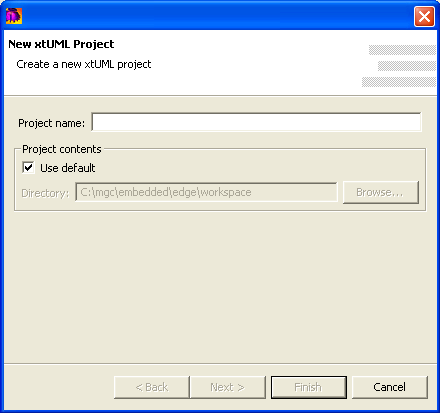 New xtUML Project
Create a new xtUML project
Project name:
Project contents
Use default
Directory: C:\mgc\embedded\edge\workspace Browse...
< Back Next > Finish Cancel